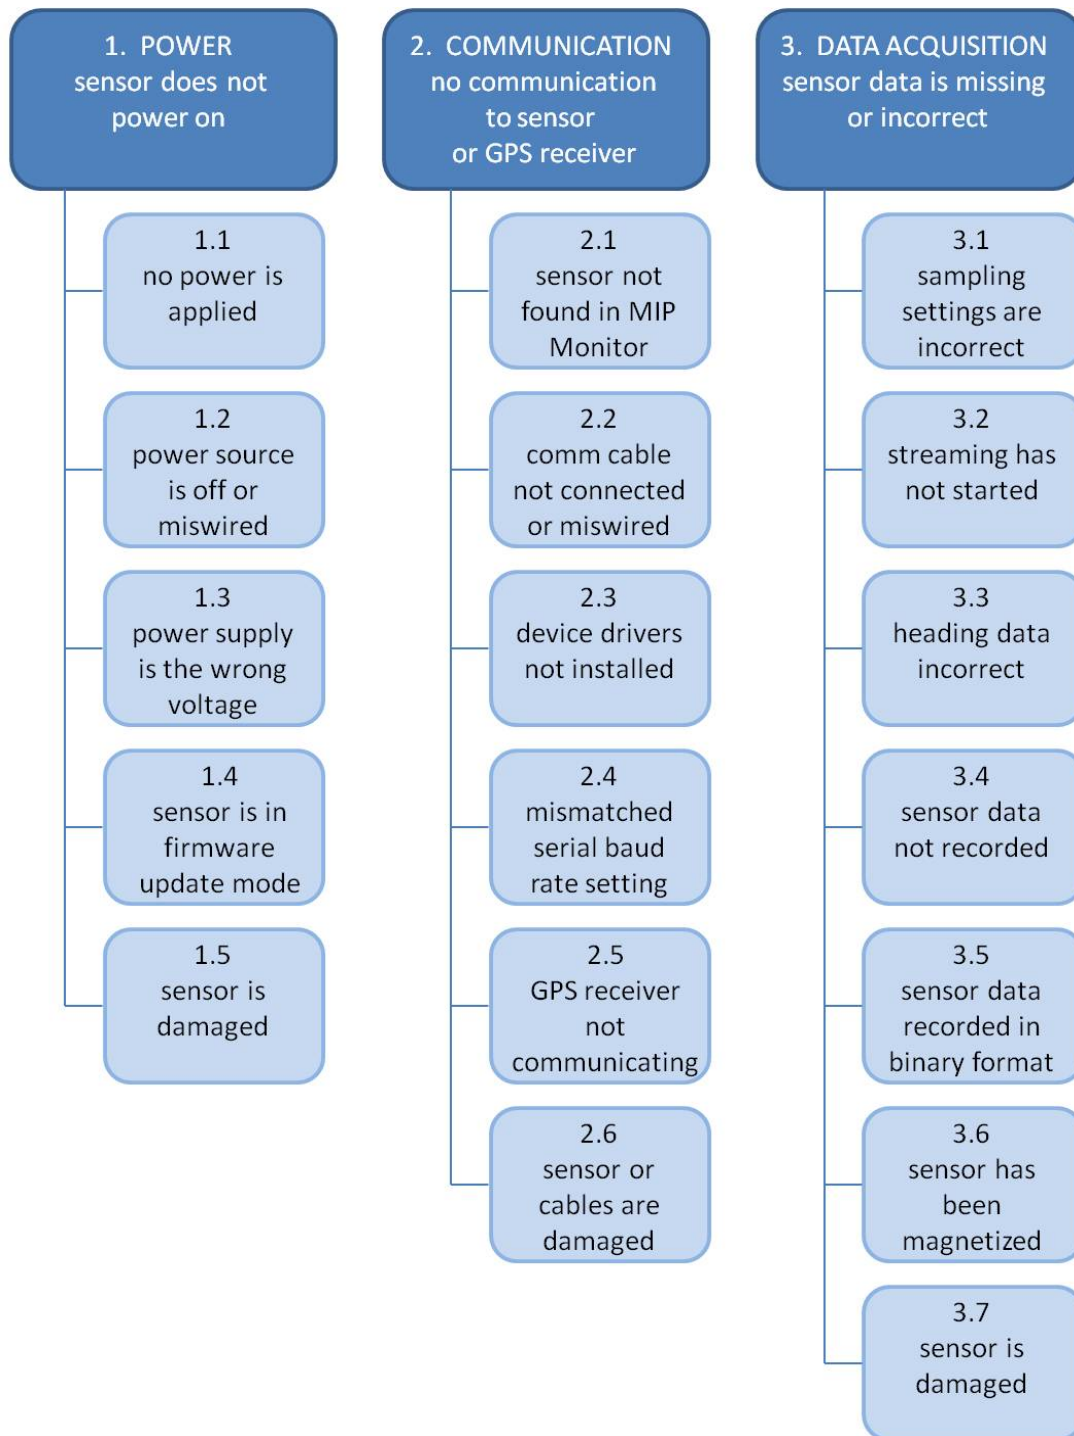 1. POWER
sensor does not
power on
1.1
no power is
applied
1.2
power source
is off or
miswired
1.3
power supply
is the wrong
voltage
1.4
sensor is in
firmware
update mode
1.5
sensor is
damaged
2. COMMUNICATION
no communication
to sensor
or GPS receiver
2.1
sensor not
found in MIP
Monitor
2.2
comm cable
not connected
or miswired
2.3
device drivers
not installed
2.4
mismatched
serial baud
rate setting
2.5
GPS receiver
not
communicating
2.6
sensor or
cables are
damaged
3. DATA ACQUISITION
sensor data is missing
or incorrect
3.1
sampling
settings are
incorrect
3.2
streaming has
not started
3.3
heading data
incorrect
3.4
sensor data
not recorded
3.5
sensor data
recorded in
binary format
3.6
sensor has
been
magnetized
3.7
sensor is
damaged